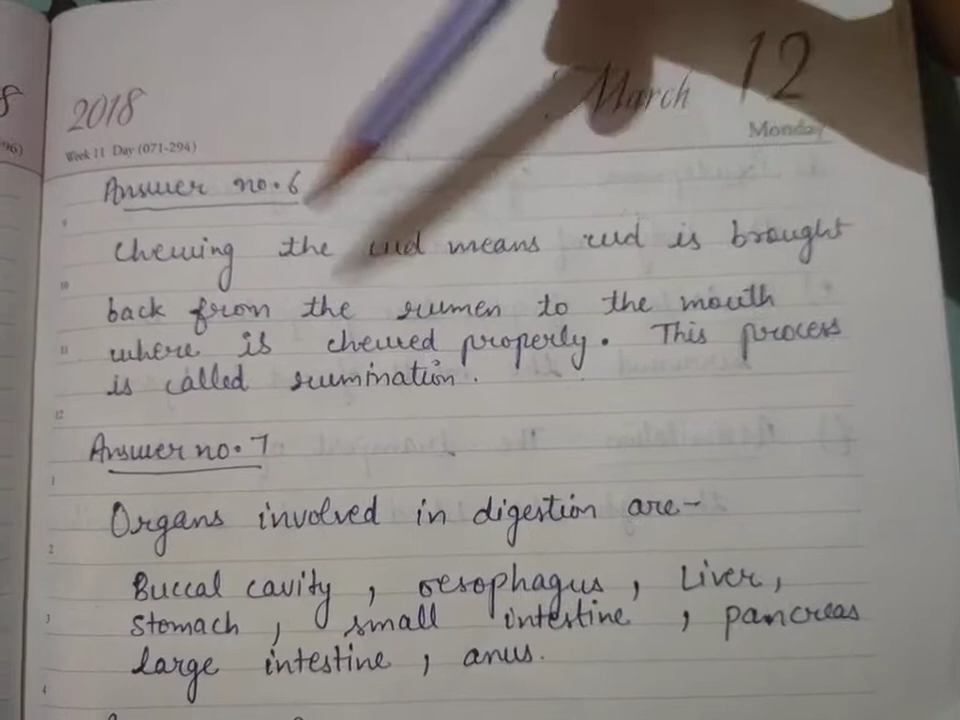 2018
March 12
Week 11 Day (071-294)
Monday
Answer no. 6
Chewing the cud means cud is brought
back from the rumen to the mouth
where is chewed properly. This process
is called rumination.
Answer no. 7
Organs involved in digestion are-
Buccal cavity, oesophagus, Liver,
Stomach, small intestine, pancreas
large intestine, anus.